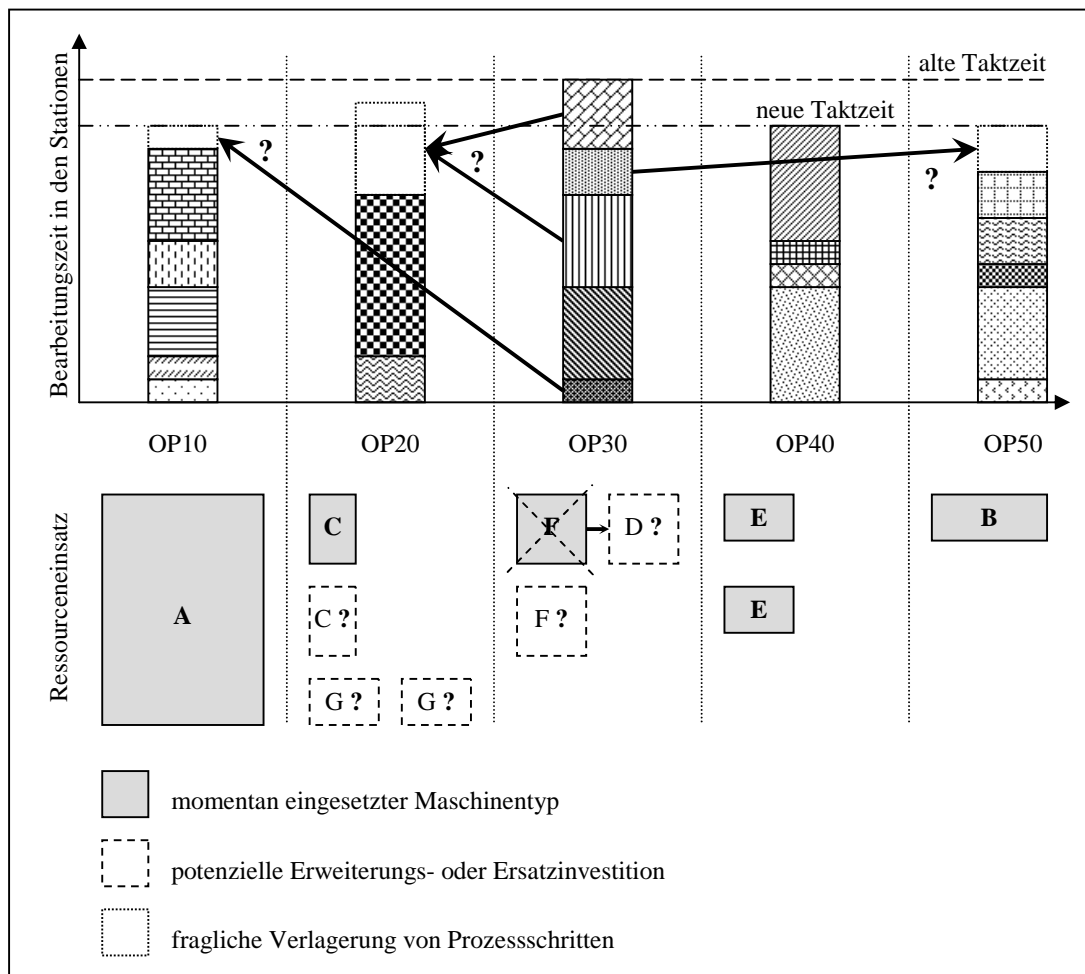 Bearbeitungszeit in den Stationen
alte Taktzeit
neue Taktzeit
?
?
?
OP10 OP20 OP30 OP40 OP50
Ressourceneinsatz
A
C
C ?
G ? G ?
F
D ?
F ?
E
E
B
momentan eingesetzter Maschinentyp
potenzielle Erweiterungs- oder Ersatzinvestition
fragliche Verlagerung von Prozessschritten